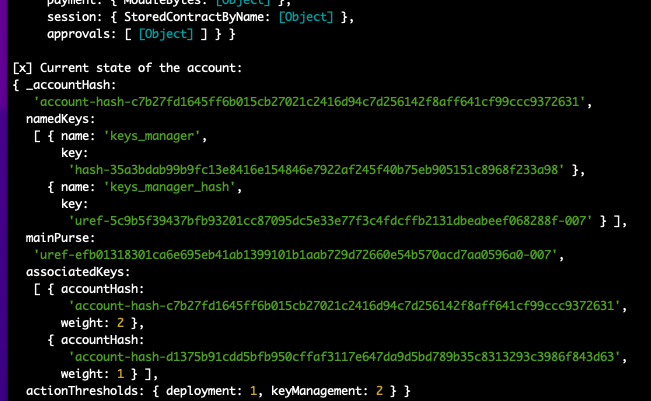 payment: { ModuleBytes: [Object] },
session: { StoredContractByName: [Object] },
approvals: [ [Object] ] } }
[x] Current state of the account:
{ _accountHash:
'account-hash-c7b27fd1645ff6b015cb27021c2416d94c7d256142f8aff641cf99ccc9372631',
namedKeys:
[ { name: 'keys_manager',
key:
'hash-35a3bdab99b9fc13e8416e154846e7922af245f40b75eb905151c8968f233a98' },
{ name: 'keys_manager_hash',
key:
'uref-5c9b5f39437bfb93201cc87095dc5e33e77f3c4fdcffb2131dbeabeef068288f-007' } ],
mainPurse:
'uref-efb01318301ca6e695eb41ab1399101b1aab729d72660e54b570acd7aa0596a0-007',
associatedKeys:
[ { accountHash:
'account-hash-c7b27fd1645ff6b015cb27021c2416d94c7d256142f8aff641cf99ccc9372631',
weight: 2 },
{ accountHash:
'account-hash-d1375b91cdd5bfb950cffaf3117e647da9d5bd789b35c8313293c3986f843d63',
weight: 1 } ],
actionThresholds: { deployment: 1, keyManagement: 2 } }